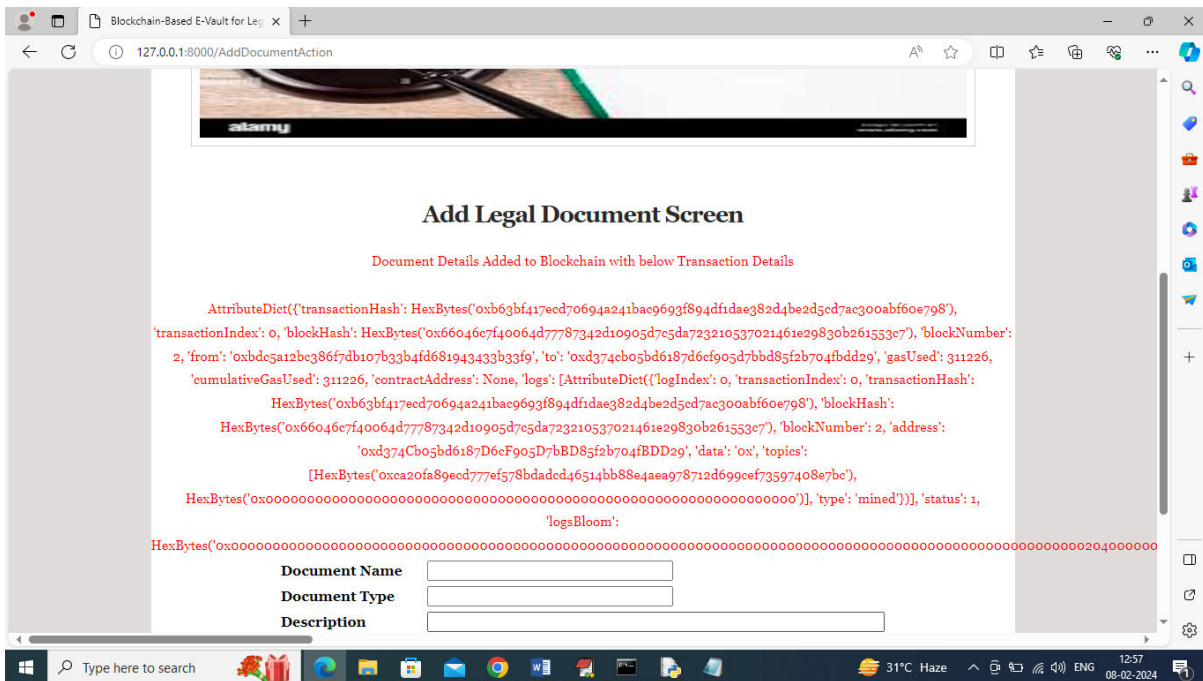 Blockchain-Based E-Vault for Leg
127.0.0.1:8000/AddDocumentAction
alamy
Add Legal Document Screen
Document Details Added to Blockchain with below Transaction Details
AttributeDict({'transactionHash': HexBytes('0xb63bf417ecd70694a241bac9693f894df1dae382d4be2d5cd7ac300abf60e798'),
'transactionIndex': 0, 'blockHash': HexBytes('0x66046c7f40064d77787342d10905d7c5da723210537021461e29830b261553c7'), 'blockNumber':
2, 'from': '0xbdc5a12bc386f7db107b33b4fd681943433b33f9', 'to': '0xd374cb05bd6187d6cf905d7bbd85f2b704fbdd29', 'gasUsed': 311226,
'cumulativeGasUsed': 311226, 'contractAddress': None, 'logs': [AttributeDict({'logIndex': 0, 'transactionIndex': 0, 'transactionHash':
HexBytes('0xb63bf417ecd70694a241bac9693f894df1dae382d4be2d5cd7ac300abf60e798'), 'blockHash':
HexBytes('0x66046c7f40064d77787342d10905d7c5da723210537021461e29830b261553c7'), 'blockNumber': 2, 'address':
'0xd374Cb05bd6187D6cF905D7bBD85f2b704fBDD29', 'data': '0x', 'topics':
[HexBytes('0xca20fa89ecd777ef578bdadcd46514bb88e4aea978712d699cef73597408e7bc'),
HexBytes('0x0000000000000000000000000000000000000000000000000000000000000000')], 'type': 'mined'})], 'status': 1,
'logsBloom':
Document Name
Document Type
Description
Type here to search
31°C Haze
ENG
12:57
08-02-2024